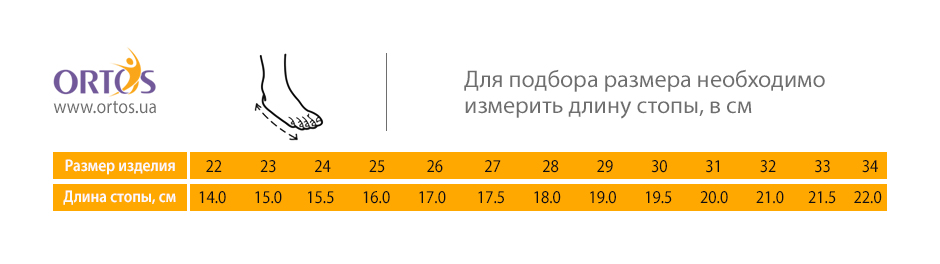 ORTOS
www.ortos.ua
Для подбора размера необходимо
измерить длину стопы, в см
Размер изделия 22 23 24 25 26 27 28 29 30 31 32 33 34
Длина стопы, см 14.0 15.0 15.5 16.0 17.0 17.5 18.0 19.0 19.5 20.0 21.0 21.5 22.0